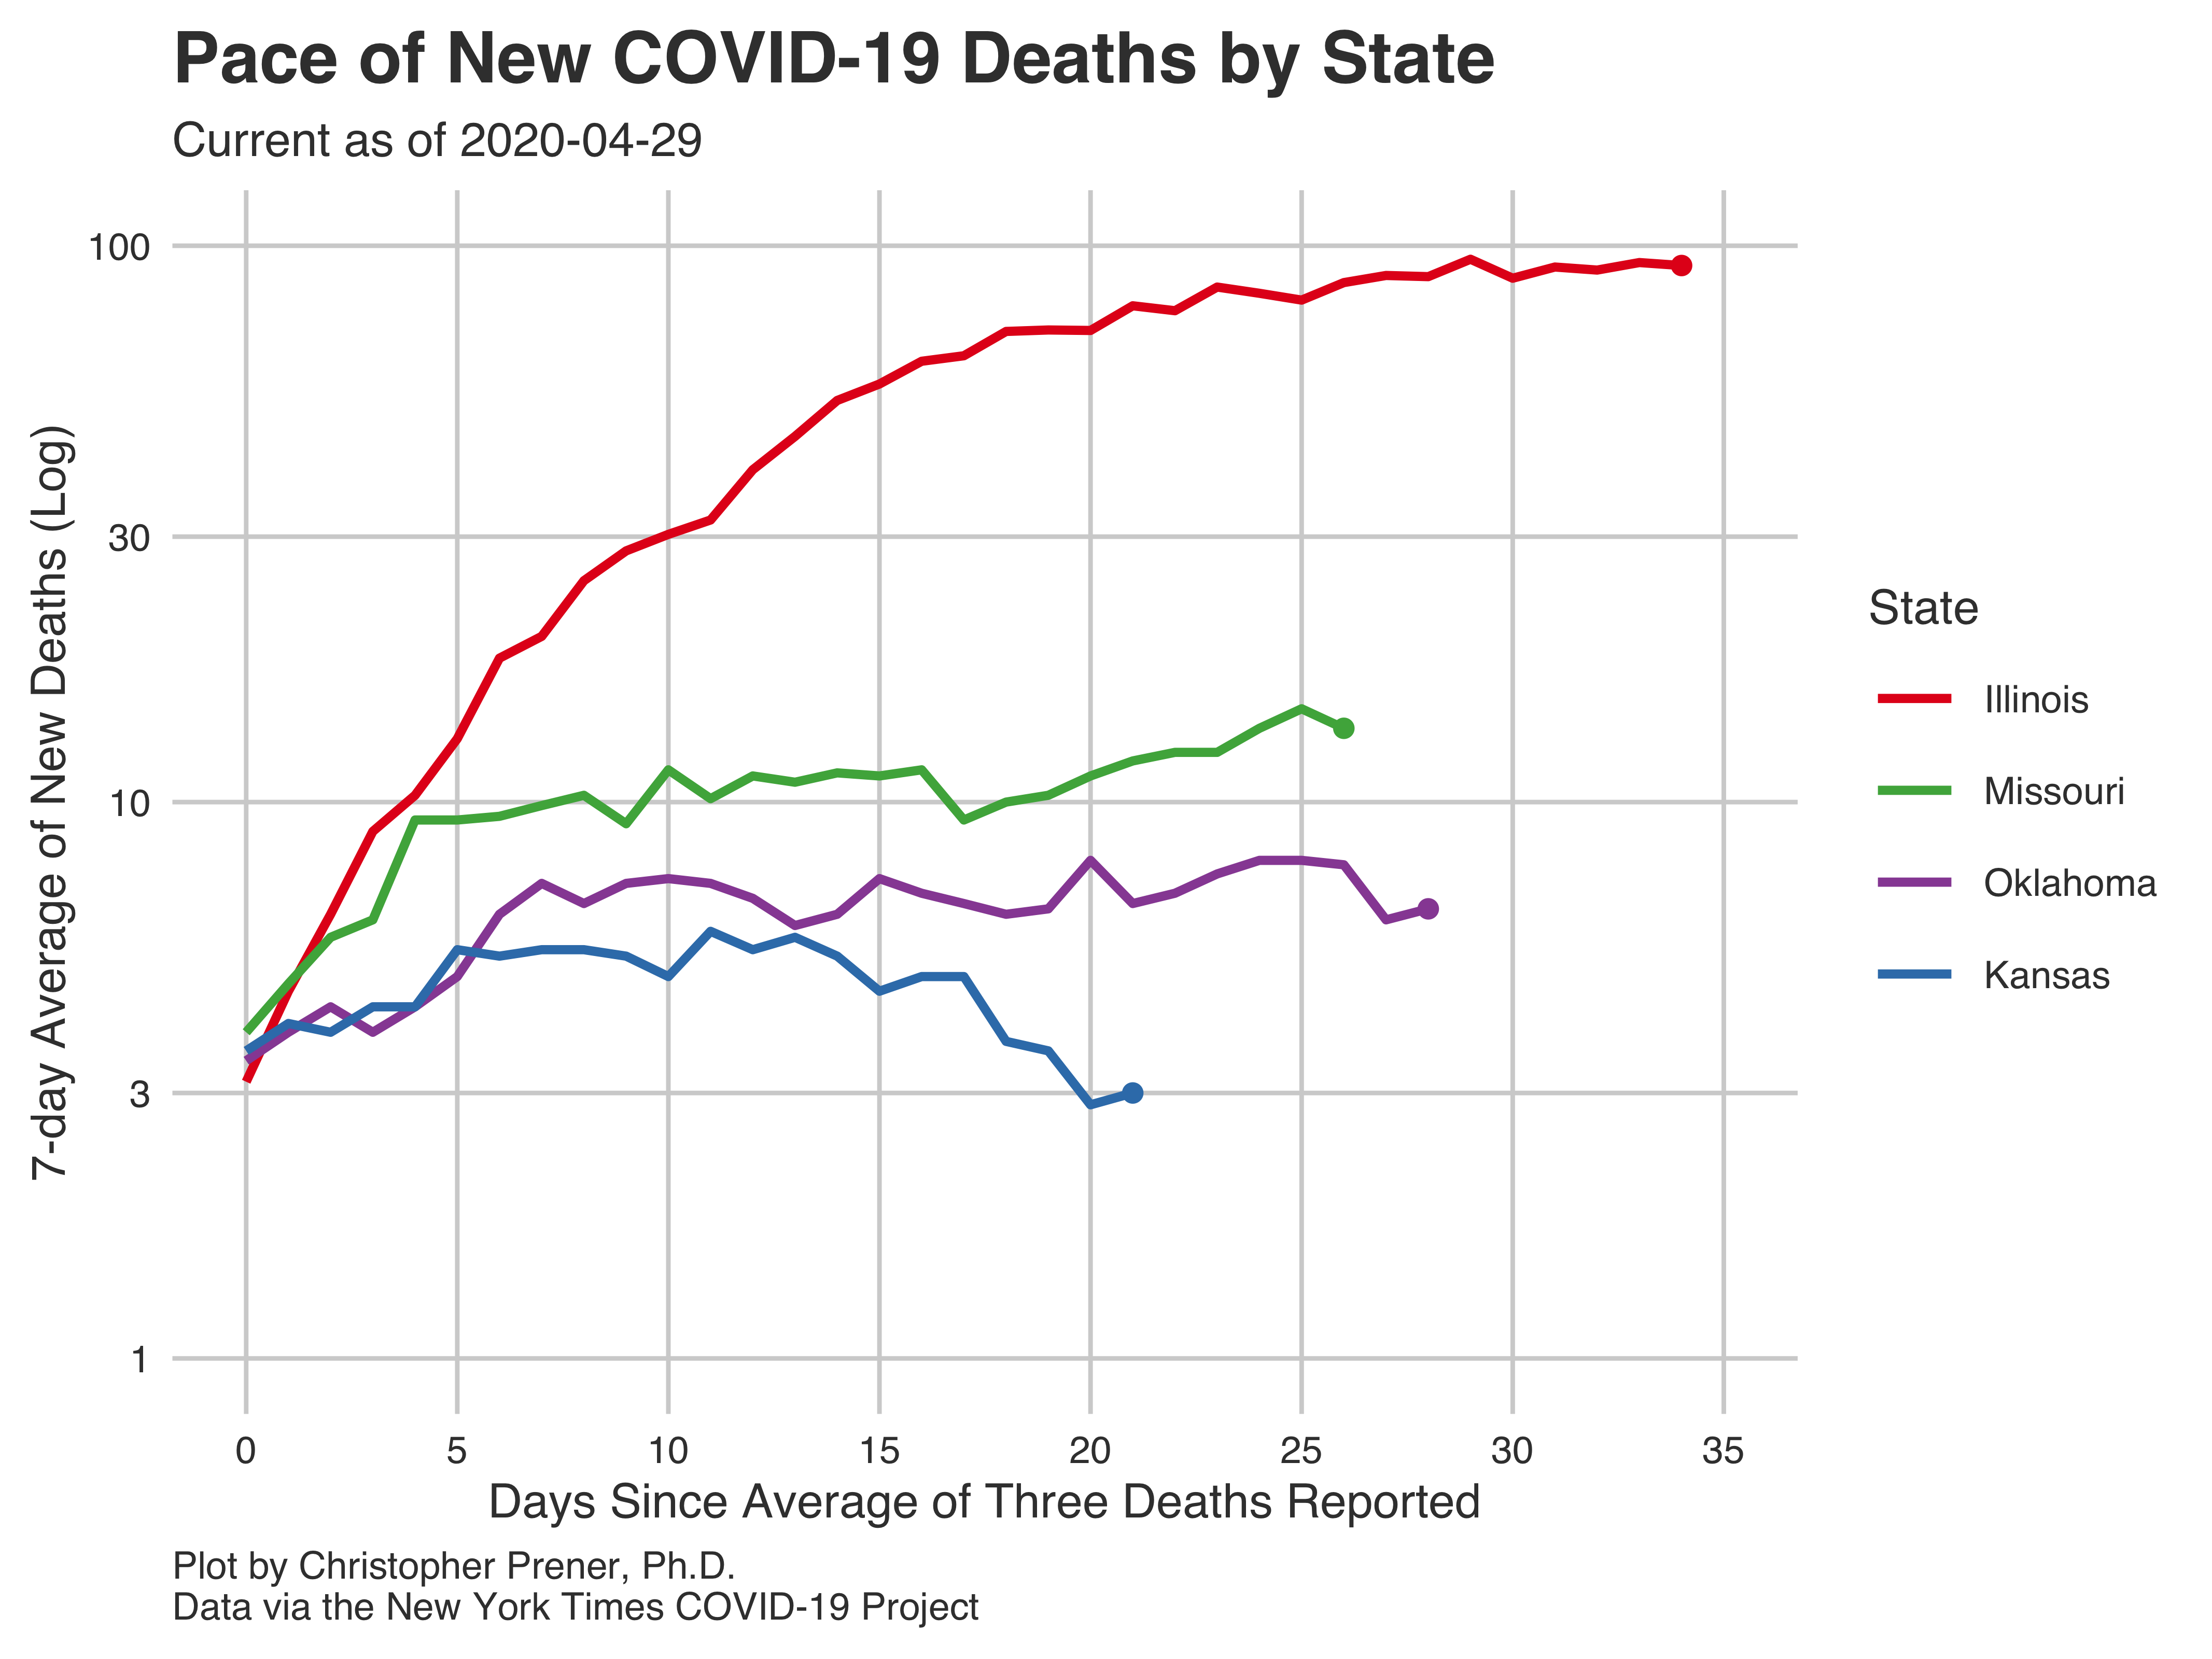 Pace of New COVID-19 Deaths by State
Current as of 2020-04-29
7-day Average of New Deaths (Log)
100
30
10
3
1
0 5 10 15 20 25 30 35
Days Since Average of Three Deaths Reported
State
Illinois
Missouri
Oklahoma
Kansas
Plot by Christopher Prener, Ph.D.
Data via the New York Times COVID-19 Project